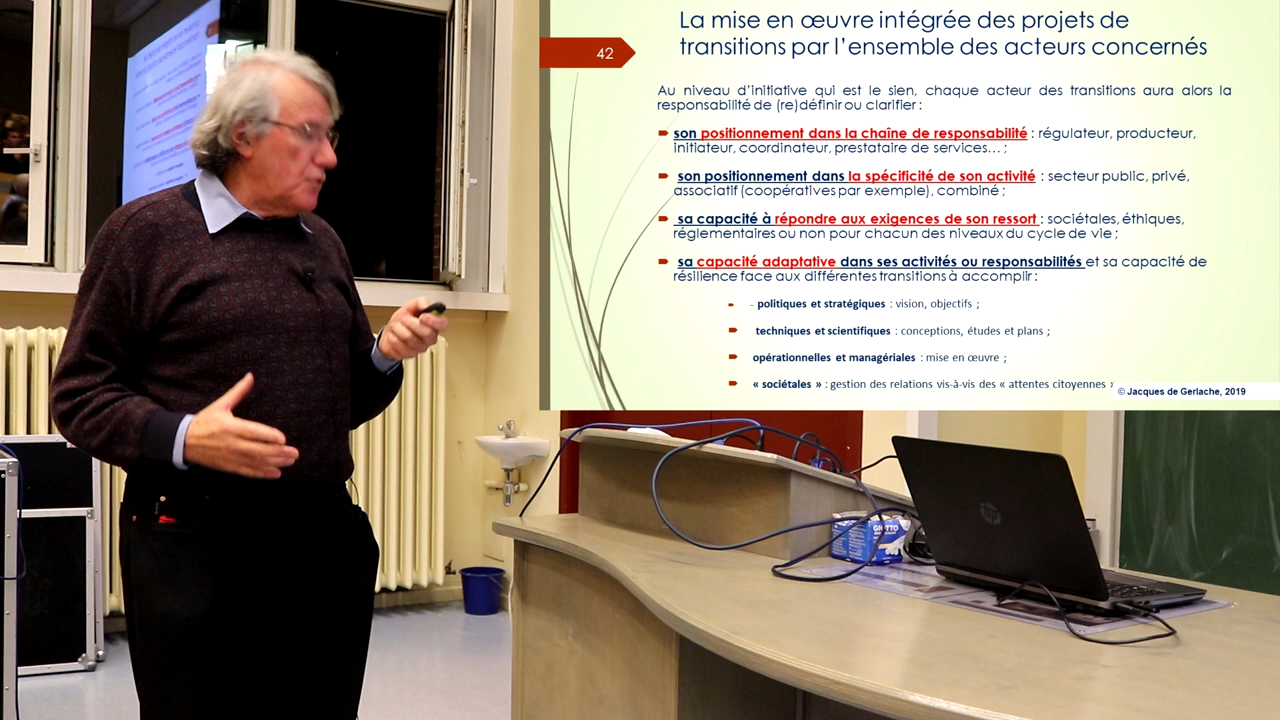 42
La mise en œuvre intégrée des projets de
transitions par l'ensemble des acteurs concernés
Au niveau d'initiative qui est le sien, chaque acteur des transitions aura alors la
responsabilité de (re)définir ou clarifier :
son positionnement dans la chaîne de responsabilité : régulateur, producteur,
initiateur, coordinateur, prestataire de services… ;
son positionnement dans la spécificité de son activité : secteur public, privé,
associatif (coopératives par exemple), combiné ;
sa capacité à répondre aux exigences de son ressort : sociétales, éthiques,
réglementaires ou non pour chacun des niveaux du cycle de vie ;
sa capacité adaptative dans ses activités ou responsabilités et sa capacité de
résilience face aux différentes transitions à accomplir :
- politiques et stratégiques : vision, objectifs ;
techniques et scientifiques : conceptions, études et plans ;
opérationnelles et managériales : mise en œuvre ;
« sociétales » : gestion des relations vis-à-vis des « attentes citoyennes »
© Jacques de Gerlache, 2019
GIOTTO
hp